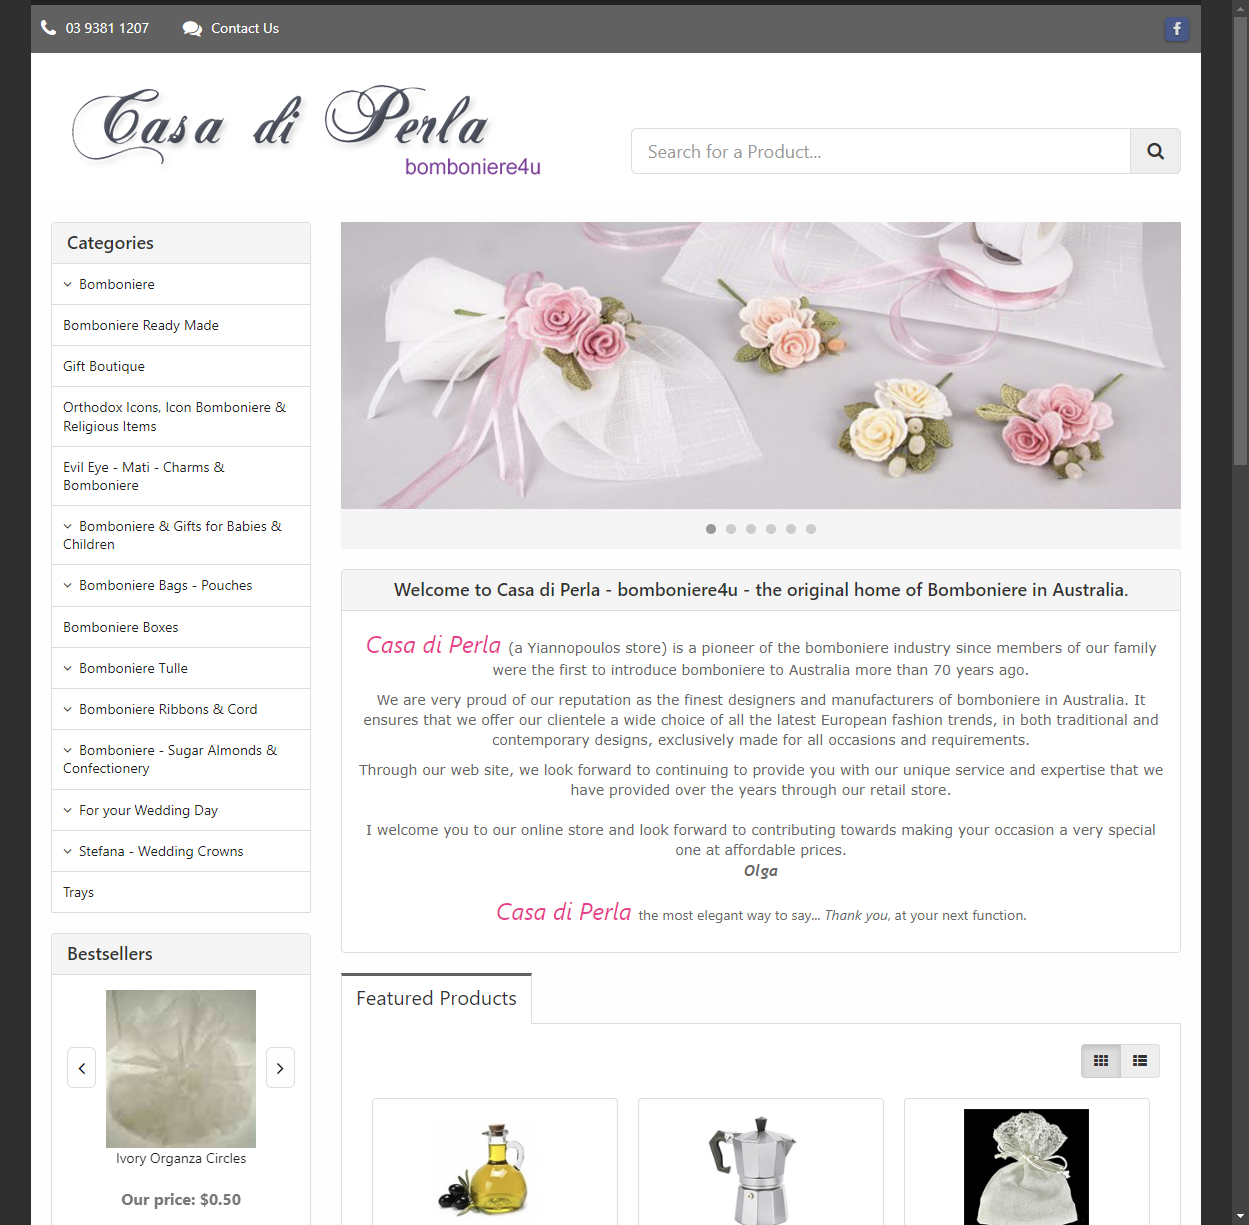 03 9381 1207
Contact Us
Casa di Perla
bomboniere4u
Search for a Product...
Categories
Bomboniere
Bomboniere Ready Made
Gift Boutique
Orthodox Icons, Icon Bomboniere &
Religious Items
Evil Eye - Mati - Charms &
Bomboniere
Bomboniere & Gifts for Babies &
Children
Bomboniere Bags - Pouches
Bomboniere Boxes
Bomboniere Tulle
Bomboniere Ribbons & Cord
Bomboniere - Sugar Almonds &
Confectionery
For your Wedding Day
Stefana - Wedding Crowns
Trays
Bestsellers
Ivory Organza Circles
Our price: $0.50
Welcome to Casa di Perla - bomboniere4u - the original home of Bomboniere in Australia.
Casa di Perla (a Yiannopoulos store) is a pioneer of the bomboniere industry since members of our family
were the first to introduce bomboniere to Australia more than 70 years ago.
We are very proud of our reputation as the finest designers and manufacturers of bomboniere in Australia. It
ensures that we offer our clientele a wide choice of all the latest European fashion trends, in both traditional and
contemporary designs, exclusively made for all occasions and requirements.
Through our web site, we look forward to continuing to provide you with our unique service and expertise that we
have provided over the years through our retail store.
I welcome you to our online store and look forward to contributing towards making your occasion a very special
one at affordable prices.
Olga
Casa di Perla the most elegant way to say... Thank you, at your next function.
Featured Products